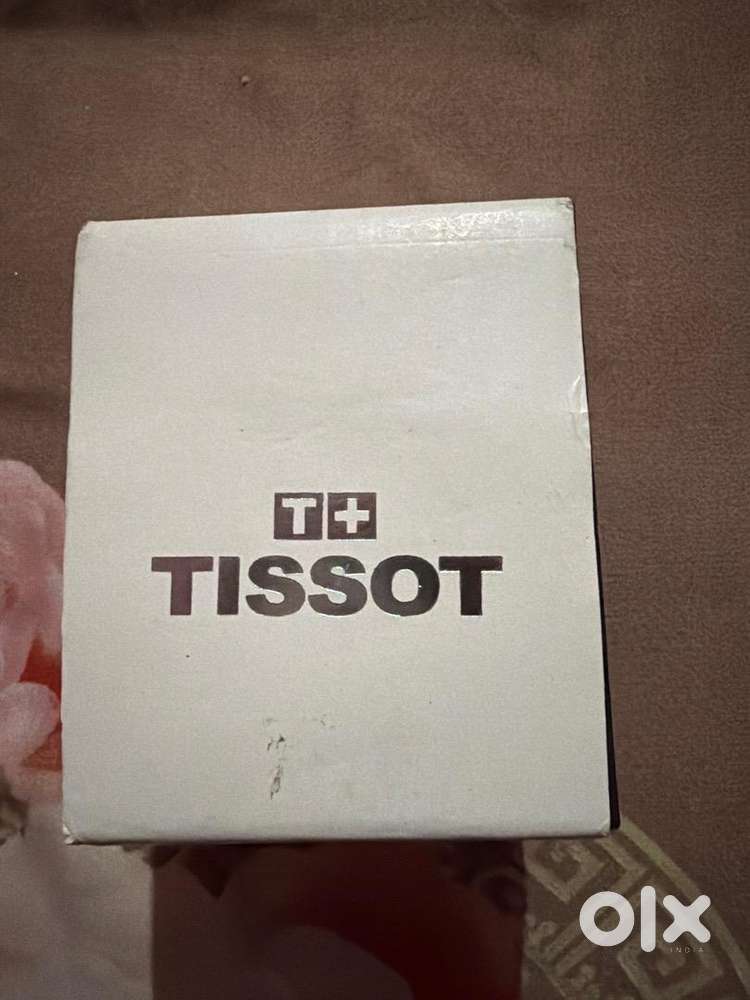 T+
TISSOT
olx
INDIA